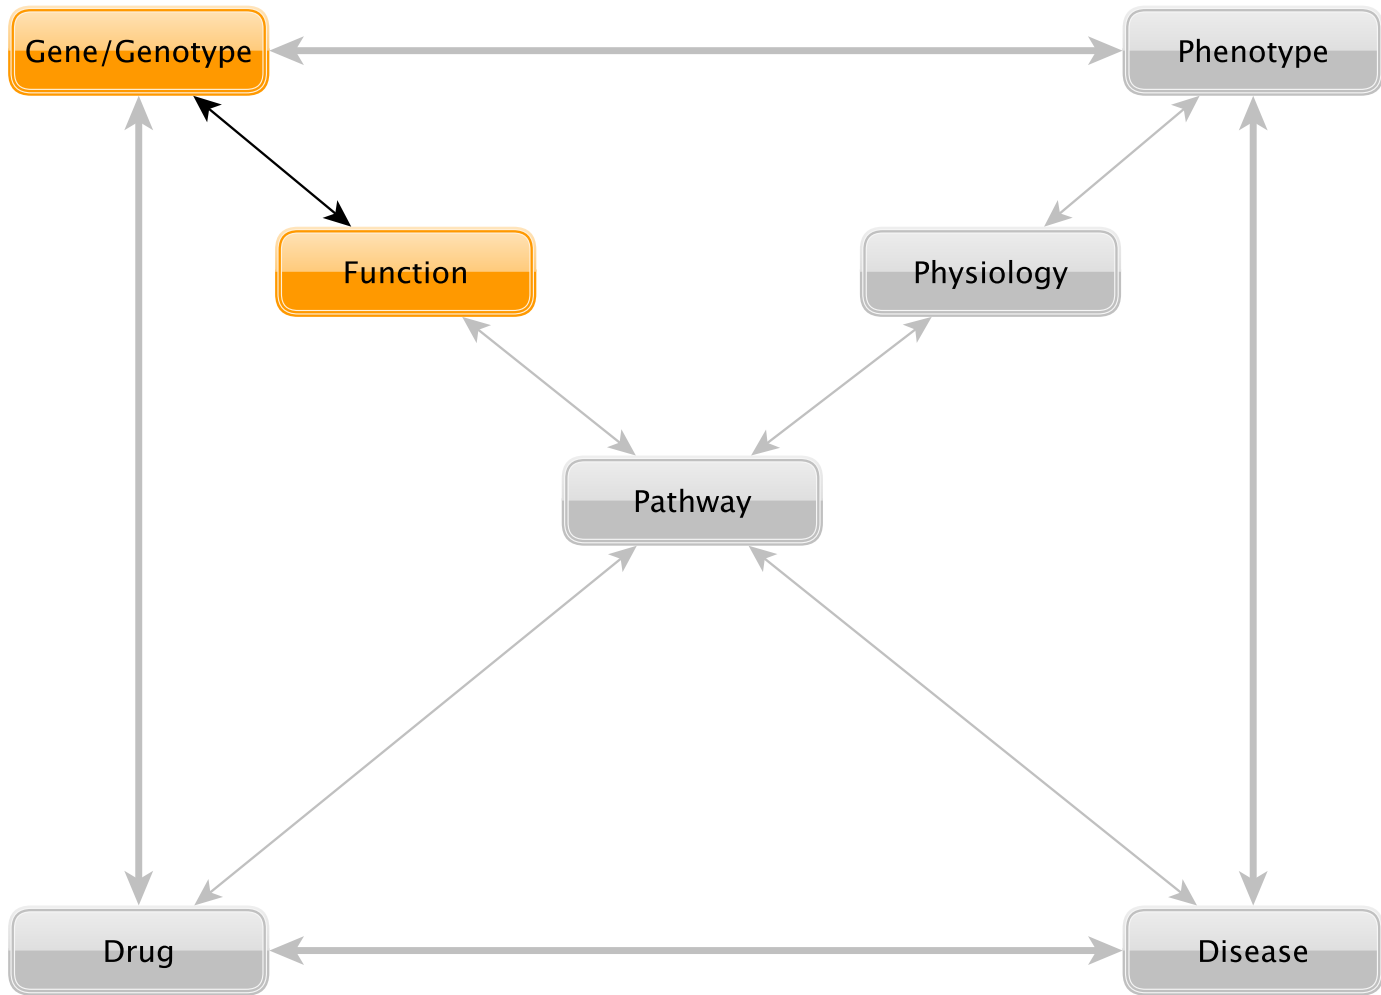 Gene/Genotype
Phenotype
Function
Physiology
Pathway
Drug
Disease